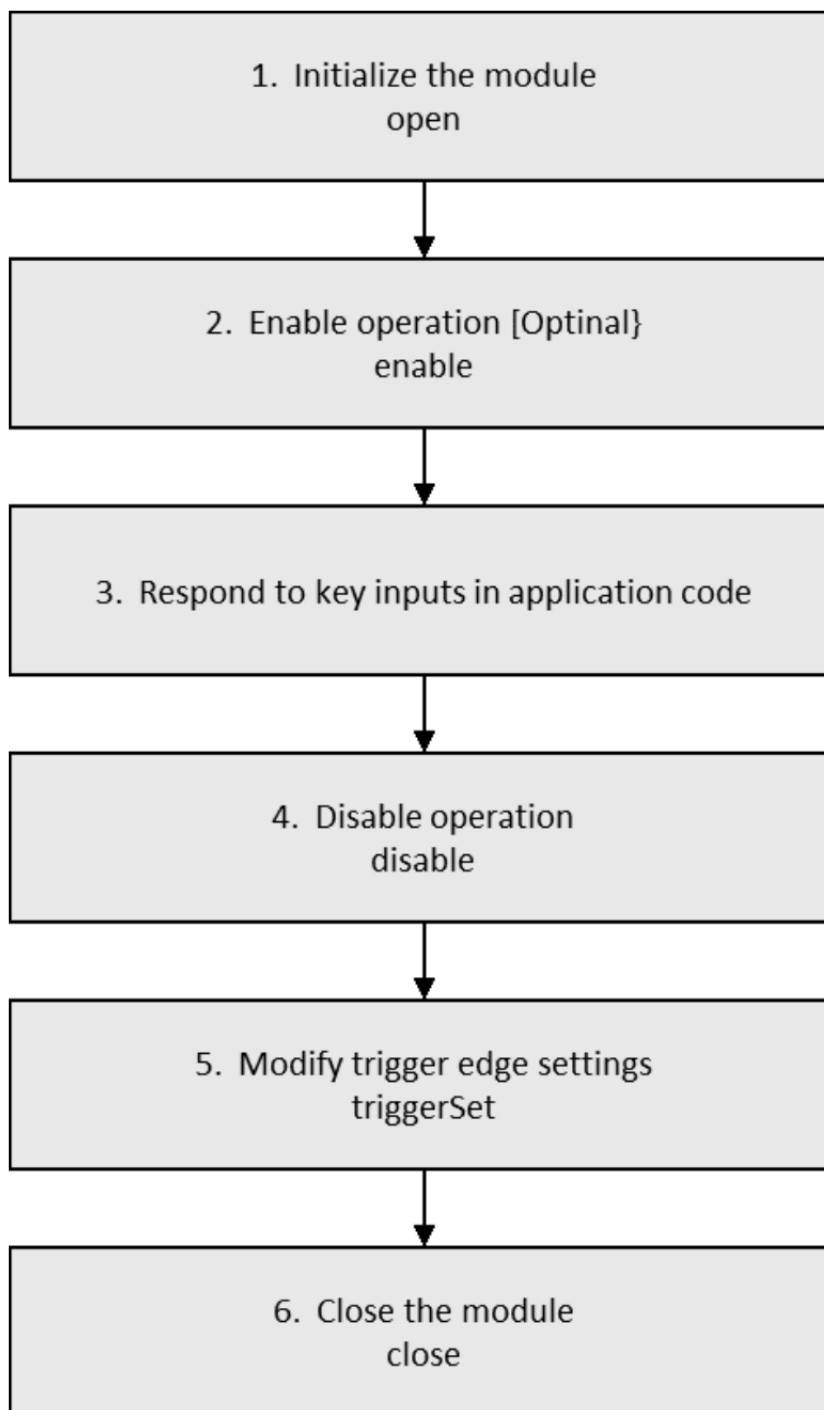 1. Initialize the module
open
2. Enable operation [Optinal}
enable
3. Respond to key inputs in application code
4. Disable operation
disable
5. Modify trigger edge settings
triggerSet
6. Close the module
close